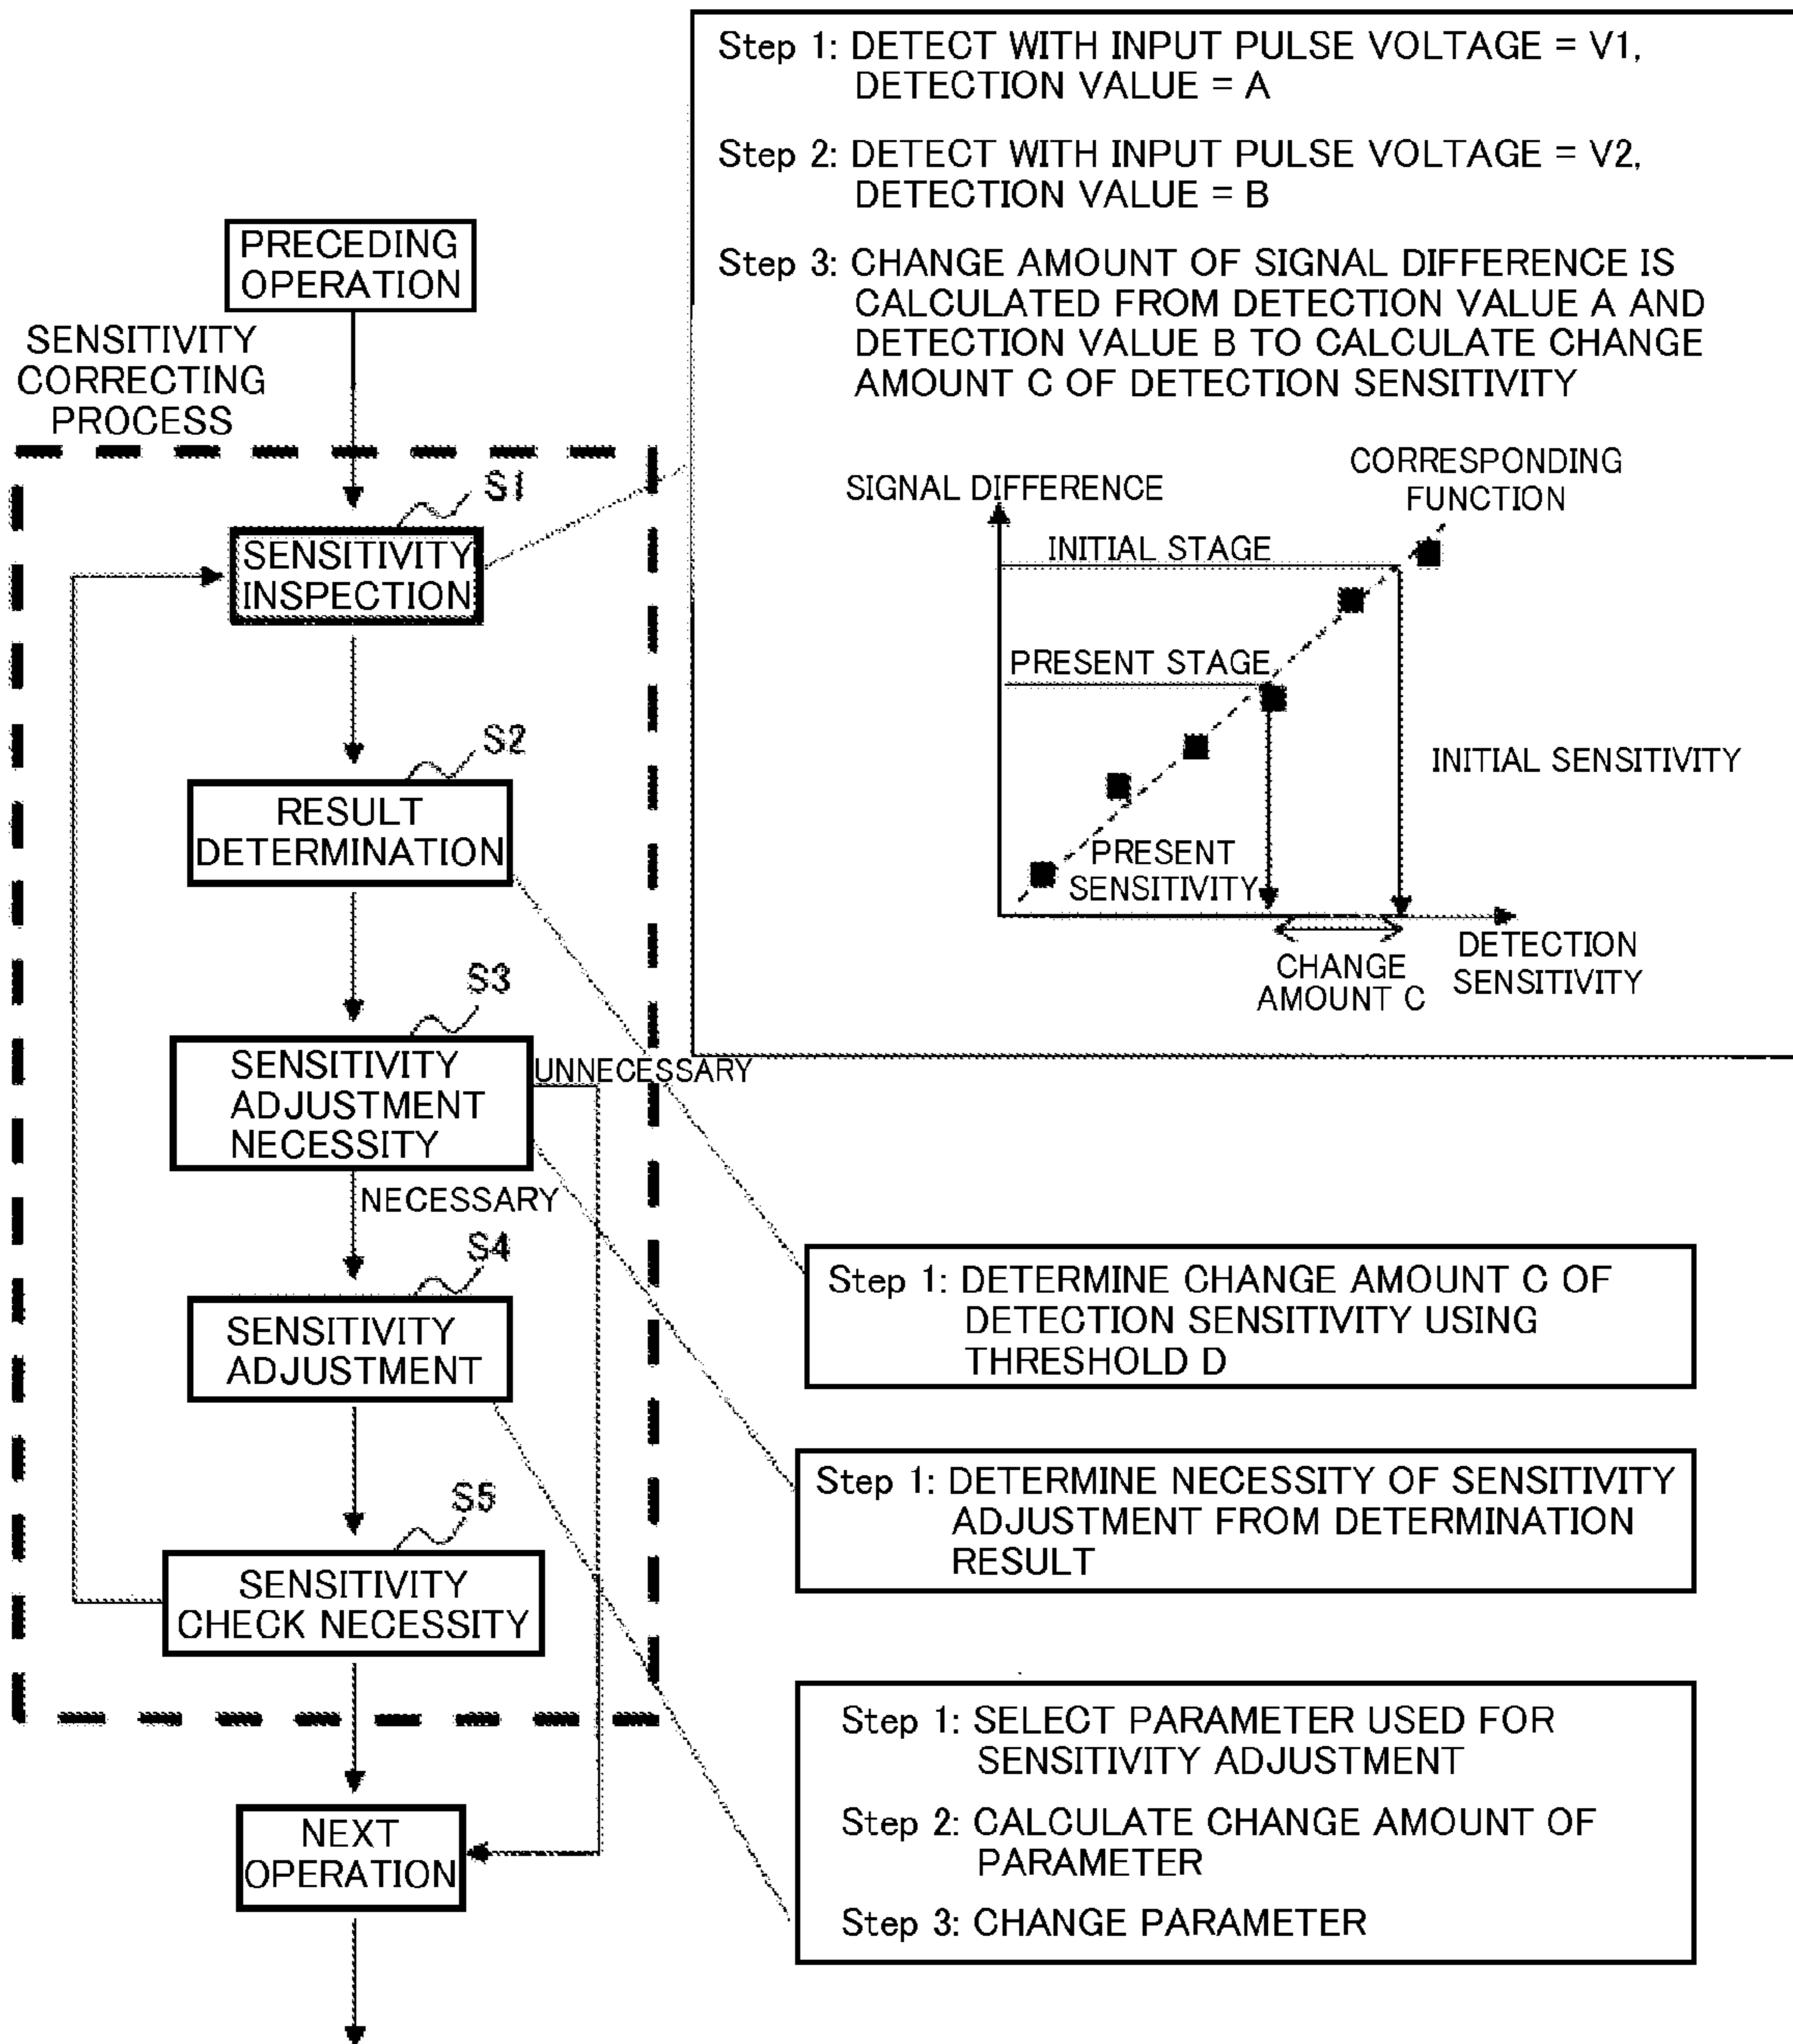 PRECEDING
OPERATION
SENSITIVITY
CORRECTING
PROCESS
S1
SENSITIVITY
INSPECTION
S2
RESULT
DETERMINATION
S3
SENSITIVITY
ADJUSTMENT
NECESSITY
UNNECESSARY
NECESSARY
S4
SENSITIVITY
ADJUSTMENT
S5
SENSITIVITY
CHECK NECESSITY
NEXT
OPERATION
Step 1: DETECT WITH INPUT PULSE VOLTAGE = V1,
DETECTION VALUE = A
Step 2: DETECT WITH INPUT PULSE VOLTAGE = V2,
DETECTION VALUE = B
Step 3: CHANGE AMOUNT OF SIGNAL DIFFERENCE IS
CALCULATED FROM DETECTION VALUE A AND
DETECTION VALUE B TO CALCULATE CHANGE
AMOUNT C OF DETECTION SENSITIVITY
SIGNAL DIFFERENCE
CORRESPONDING
FUNCTION
INITIAL STAGE
PRESENT STAGE
INITIAL SENSITIVITY
PRESENT
SENSITIVITY
CHANGE
AMOUNT C
DETECTION
SENSITIVITY
Step 1: DETERMINE CHANGE AMOUNT C OF
DETECTION SENSITIVITY USING
THRESHOLD D
Step 1: DETERMINE NECESSITY OF SENSITIVITY
ADJUSTMENT FROM DETERMINATION
RESULT
Step 1: SELECT PARAMETER USED FOR
SENSITIVITY ADJUSTMENT
Step 2: CALCULATE CHANGE AMOUNT OF
PARAMETER
Step 3: CHANGE PARAMETER